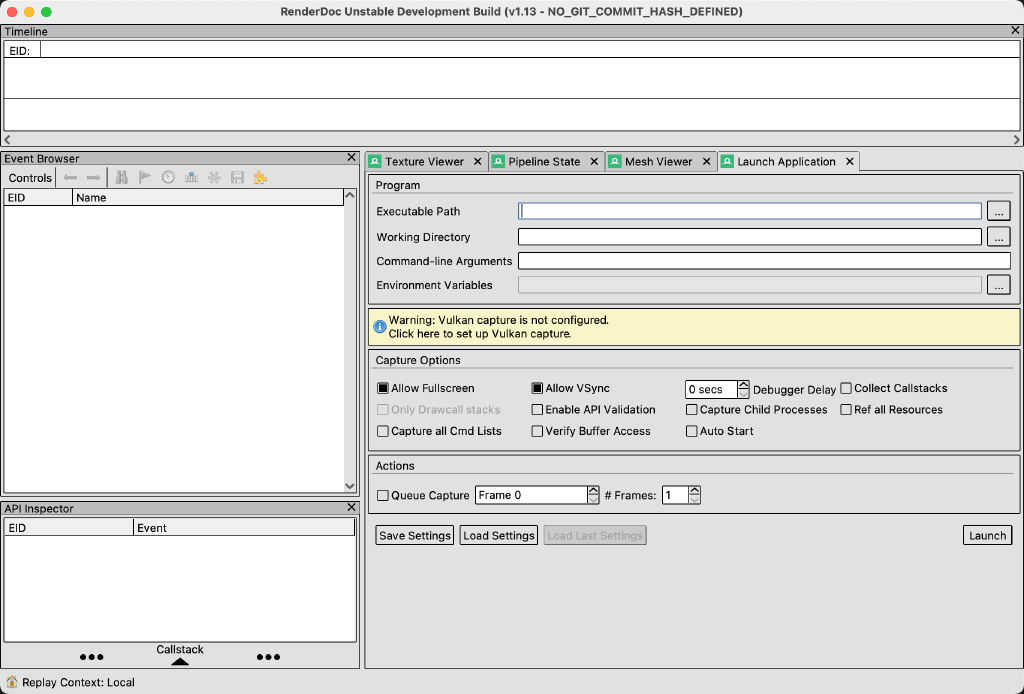 RenderDoc Unstable Development Build (v1.13 - NO_GIT_COMMIT_HASH_DEFINED)
Timeline
EID:
Event Browser
Controls
EID Name
API Inspector
EID Event
Callstack
Texture Viewer Pipeline State Mesh Viewer Launch Application
Program
Executable Path ...
Working Directory ...
Command-line Arguments
Environment Variables ...
Warning: Vulkan capture is not configured.
Click here to set up Vulkan capture.
Capture Options
Allow Fullscreen Allow VSync 0 secs Debugger Delay Collect Callstacks
Only Drawcall stacks Enable API Validation Capture Child Processes Ref all Resources
Capture all Cmd Lists Verify Buffer Access Auto Start
Actions
Queue Capture Frame 0 # Frames: 1
Save Settings Load Settings Load Last Settings Launch
Replay Context: Local